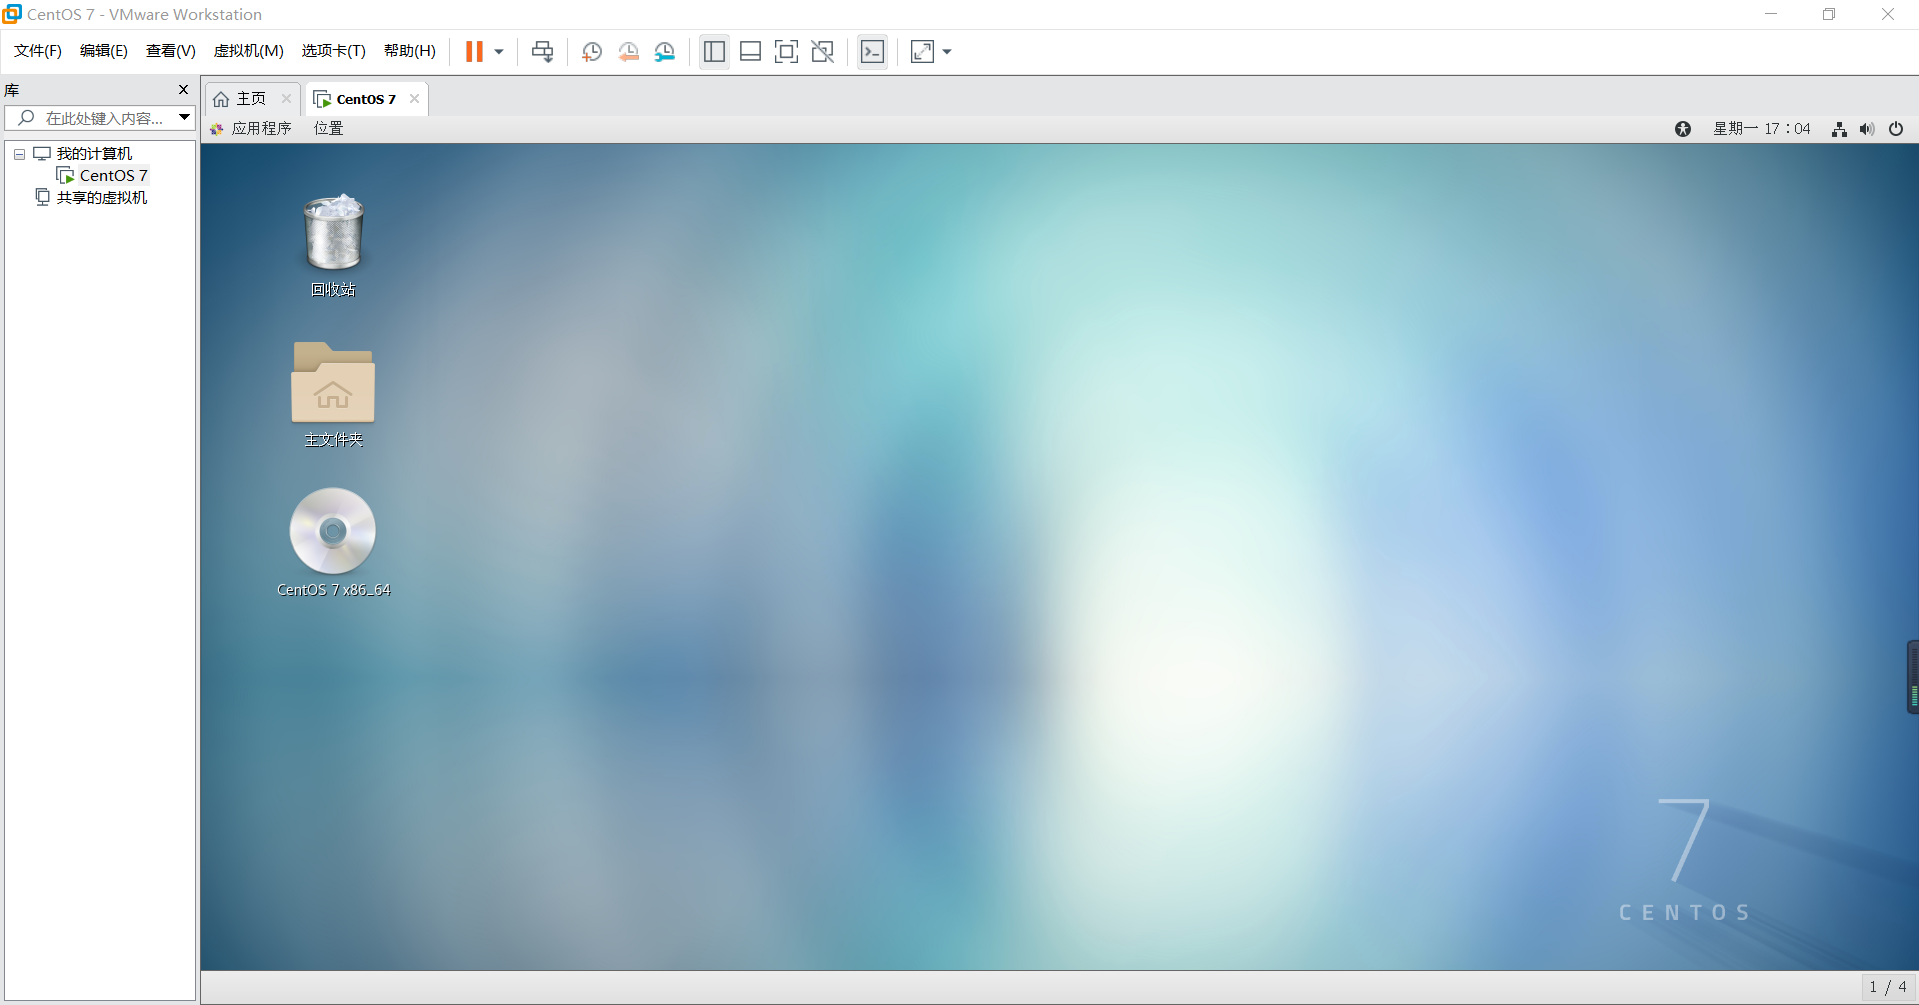 CentOS 7 - VMware Workstation
文件(F) 编辑(E) 查看(V) 虚拟机(M) 选项卡(T) 帮助(H)
库
在此处键入内容...
我的计算机
CentOS 7
共享的虚拟机
主页 CentOS 7
应用程序 位置 星期一 17：04
回收站
主文件夹
CentOS 7 x86_64
7
CENTOS
1 / 4